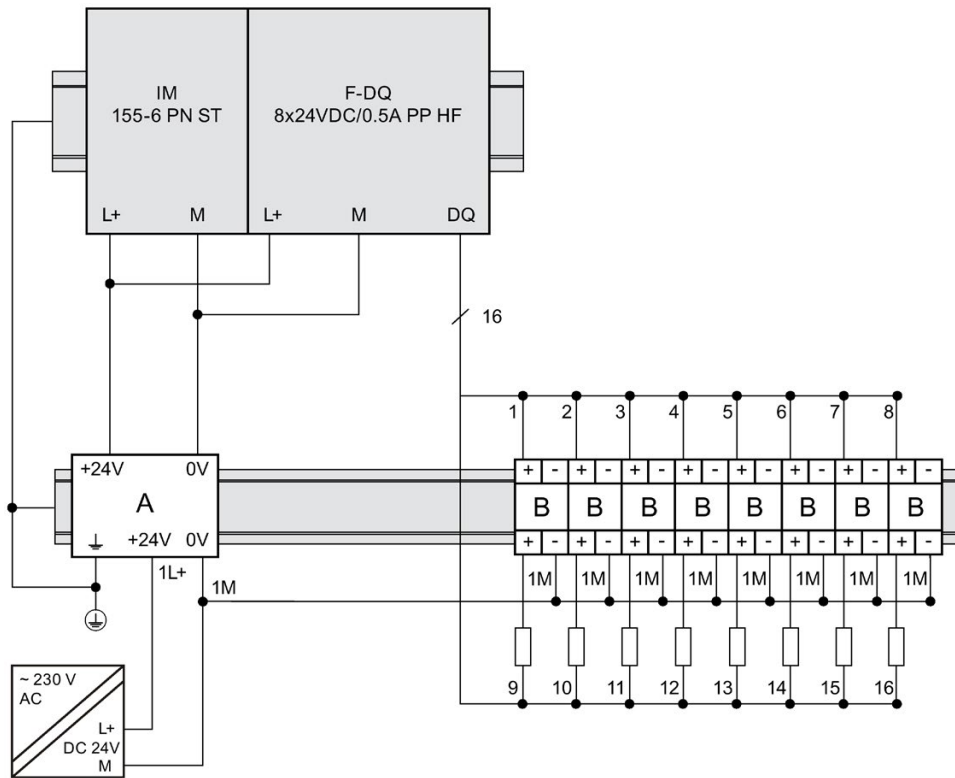 IM
155-6 PN ST
F-DQ
8x24VDC/0.5A PP HF
L+ M L+ M DQ
16
1 2 3 4 5 6 7 8
+24V 0V
A
+24V 0V
+ - + - + - + - + - + - + - + -
B B B B B B B B
+ - + - + - + - + - + - + - + -
1L+
1M
1M 1M 1M 1M 1M 1M 1M 1M
9 10 11 12 13 14 15 16
~ 230 V
AC
L+
DC 24V
M